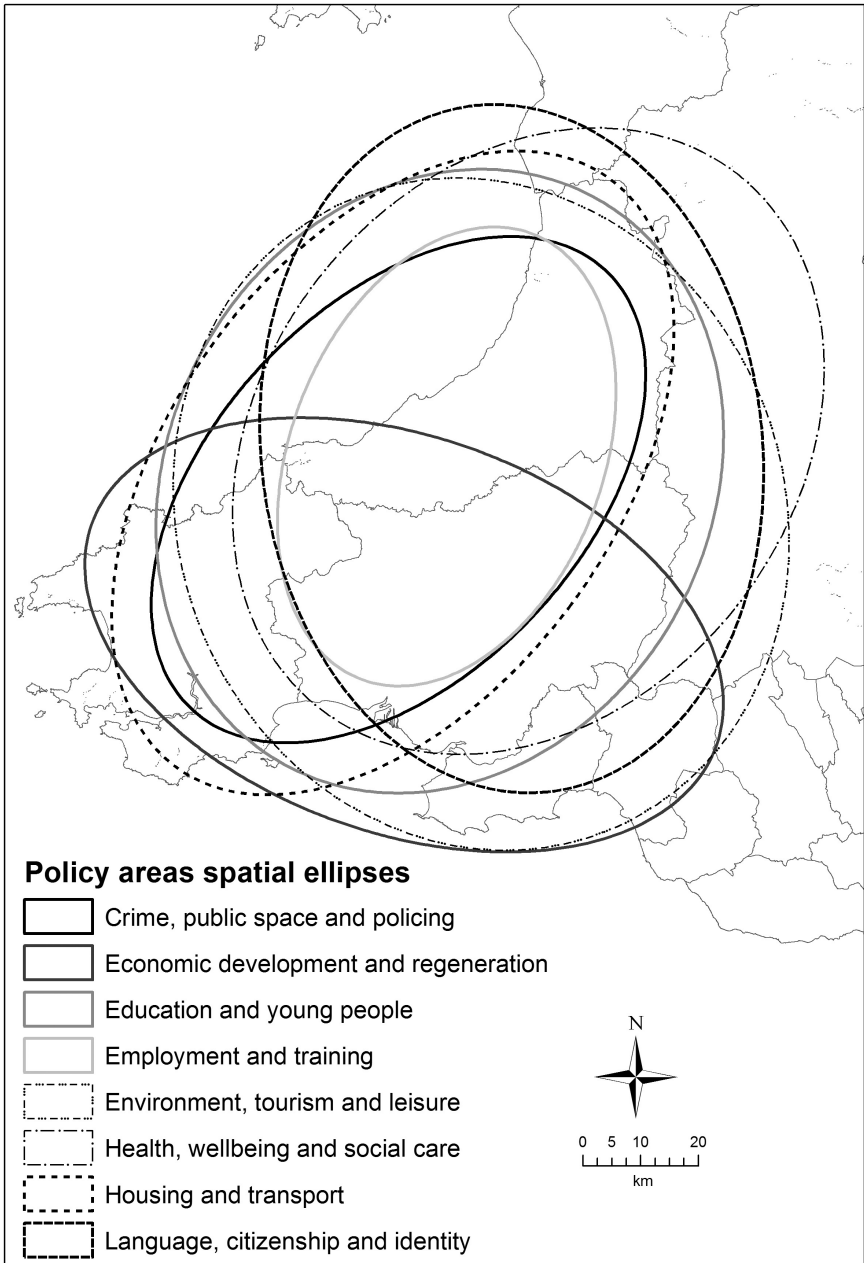 Policy areas spatial ellipses
Crime, public space and policing
Economic development and regeneration
Education and young people
Employment and training
Environment, tourism and leisure
Health, wellbeing and social care
Housing and transport
Language, citizenship and identity
N
0 5 10 20
km